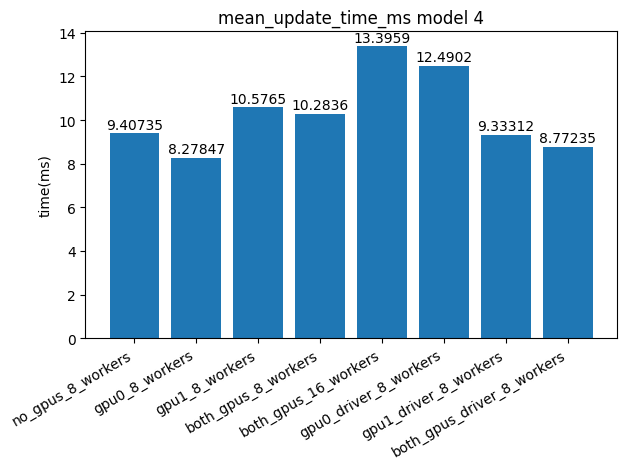 mean_update_time_ms model 4
time(ms)
14
12
10
8
6
4
2
0
9.40735
8.27847
10.5765
10.2836
13.3959
12.4902
9.33312
8.77235
no_gpus_8_workers
gpu0_8_workers
gpu1_8_workers
both_gpus_8_workers
both_gpus_16_workers
gpu0_driver_8_workers
gpu1_driver_8_workers
both_gpus_driver_8_workers